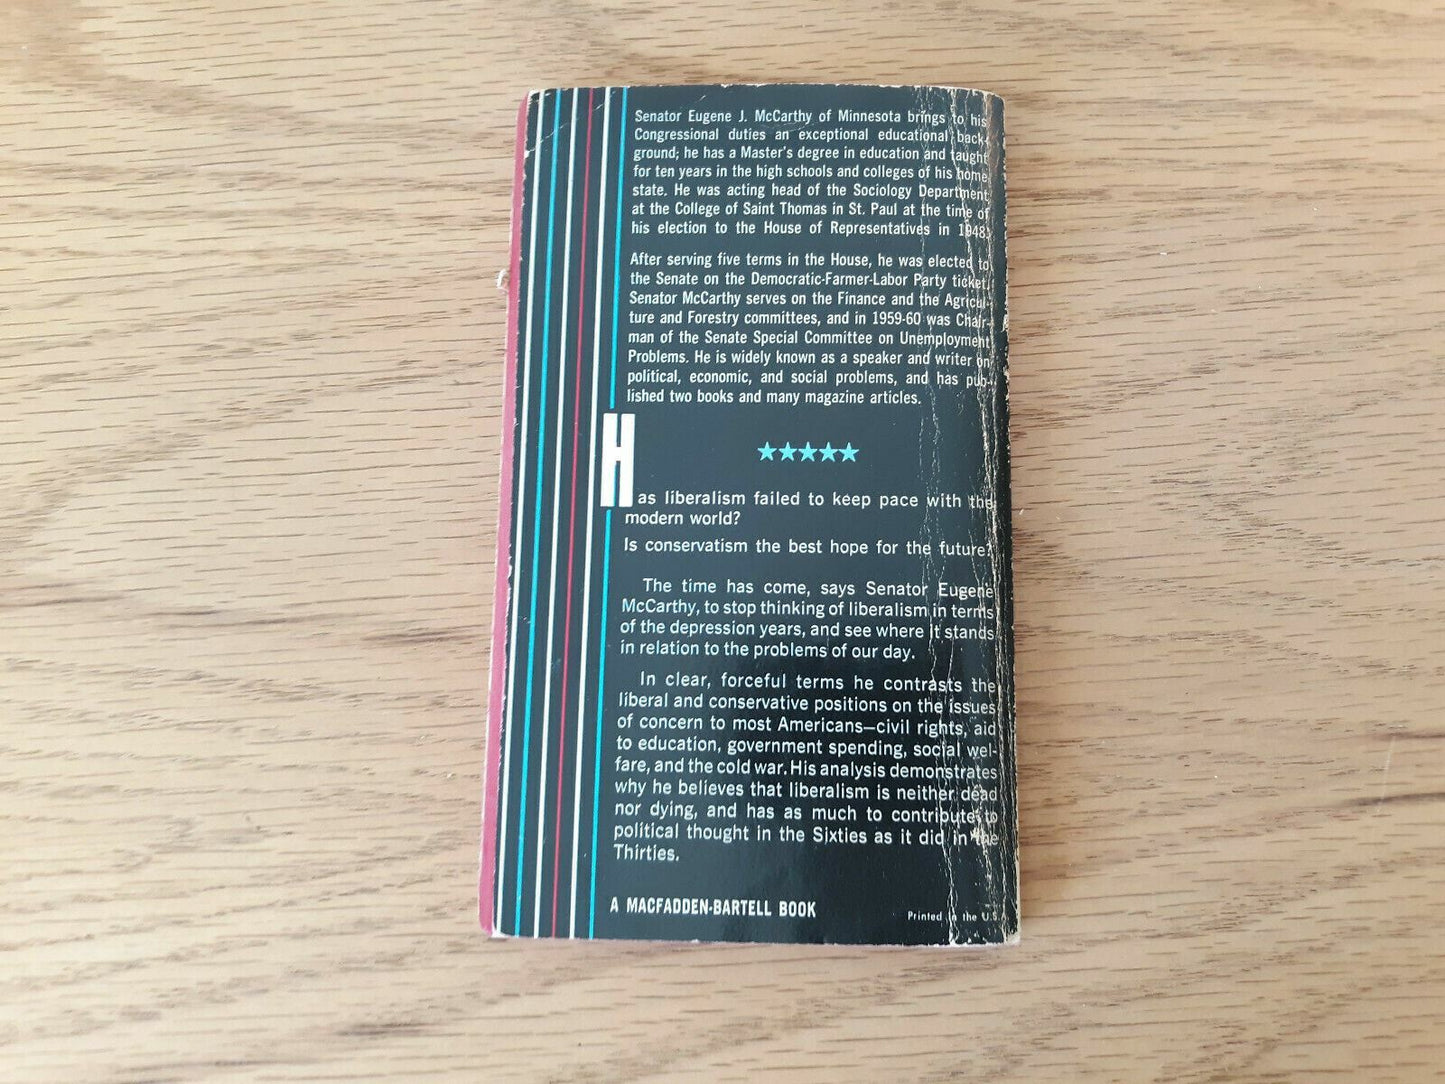 Senator Eugene J. McCarthy of Minnesota brings to his
Congressional duties an exceptional educational back-
ground; he has a Master's degree in education and taught
for ten years in the high schools and colleges of his home
state. He was acting head of the Sociology Department
at the College of Saint Thomas in St. Paul at the time of
his election to the House of Representatives in 1948.
After serving five terms in the House, he was elected to
the Senate on the Democratic-Farmer-Labor Party ticket.
Senator McCarthy serves on the Finance and the Agricul-
ture and Forestry committees, and in 1959-60 was Chair-
man of the Senate Special Committee on Unemployment
Problems. He is widely known as a speaker and writer on
political, economic, and social problems, and has pub-
lished two books and many magazine articles.
★★★★★
Has liberalism failed to keep pace with the
modern world?
Is conservatism the best hope for the future?
The time has come, says Senator Eugene
McCarthy, to stop thinking of liberalism in terms
of the depression years, and see where it stands
in relation to the problems of our day.
In clear, forceful terms he contrasts the
liberal and conservative positions on the issues
of concern to most Americans—civil rights, aid
to education, government spending, social wel-
fare, and the cold war. His analysis demonstrates
why he believes that liberalism is neither dead
nor dying, and has as much to contribute to
political thought in the Sixties as it did in the
Thirties.
A MACFADDEN-BARTELL BOOK
Printed in the U.S.